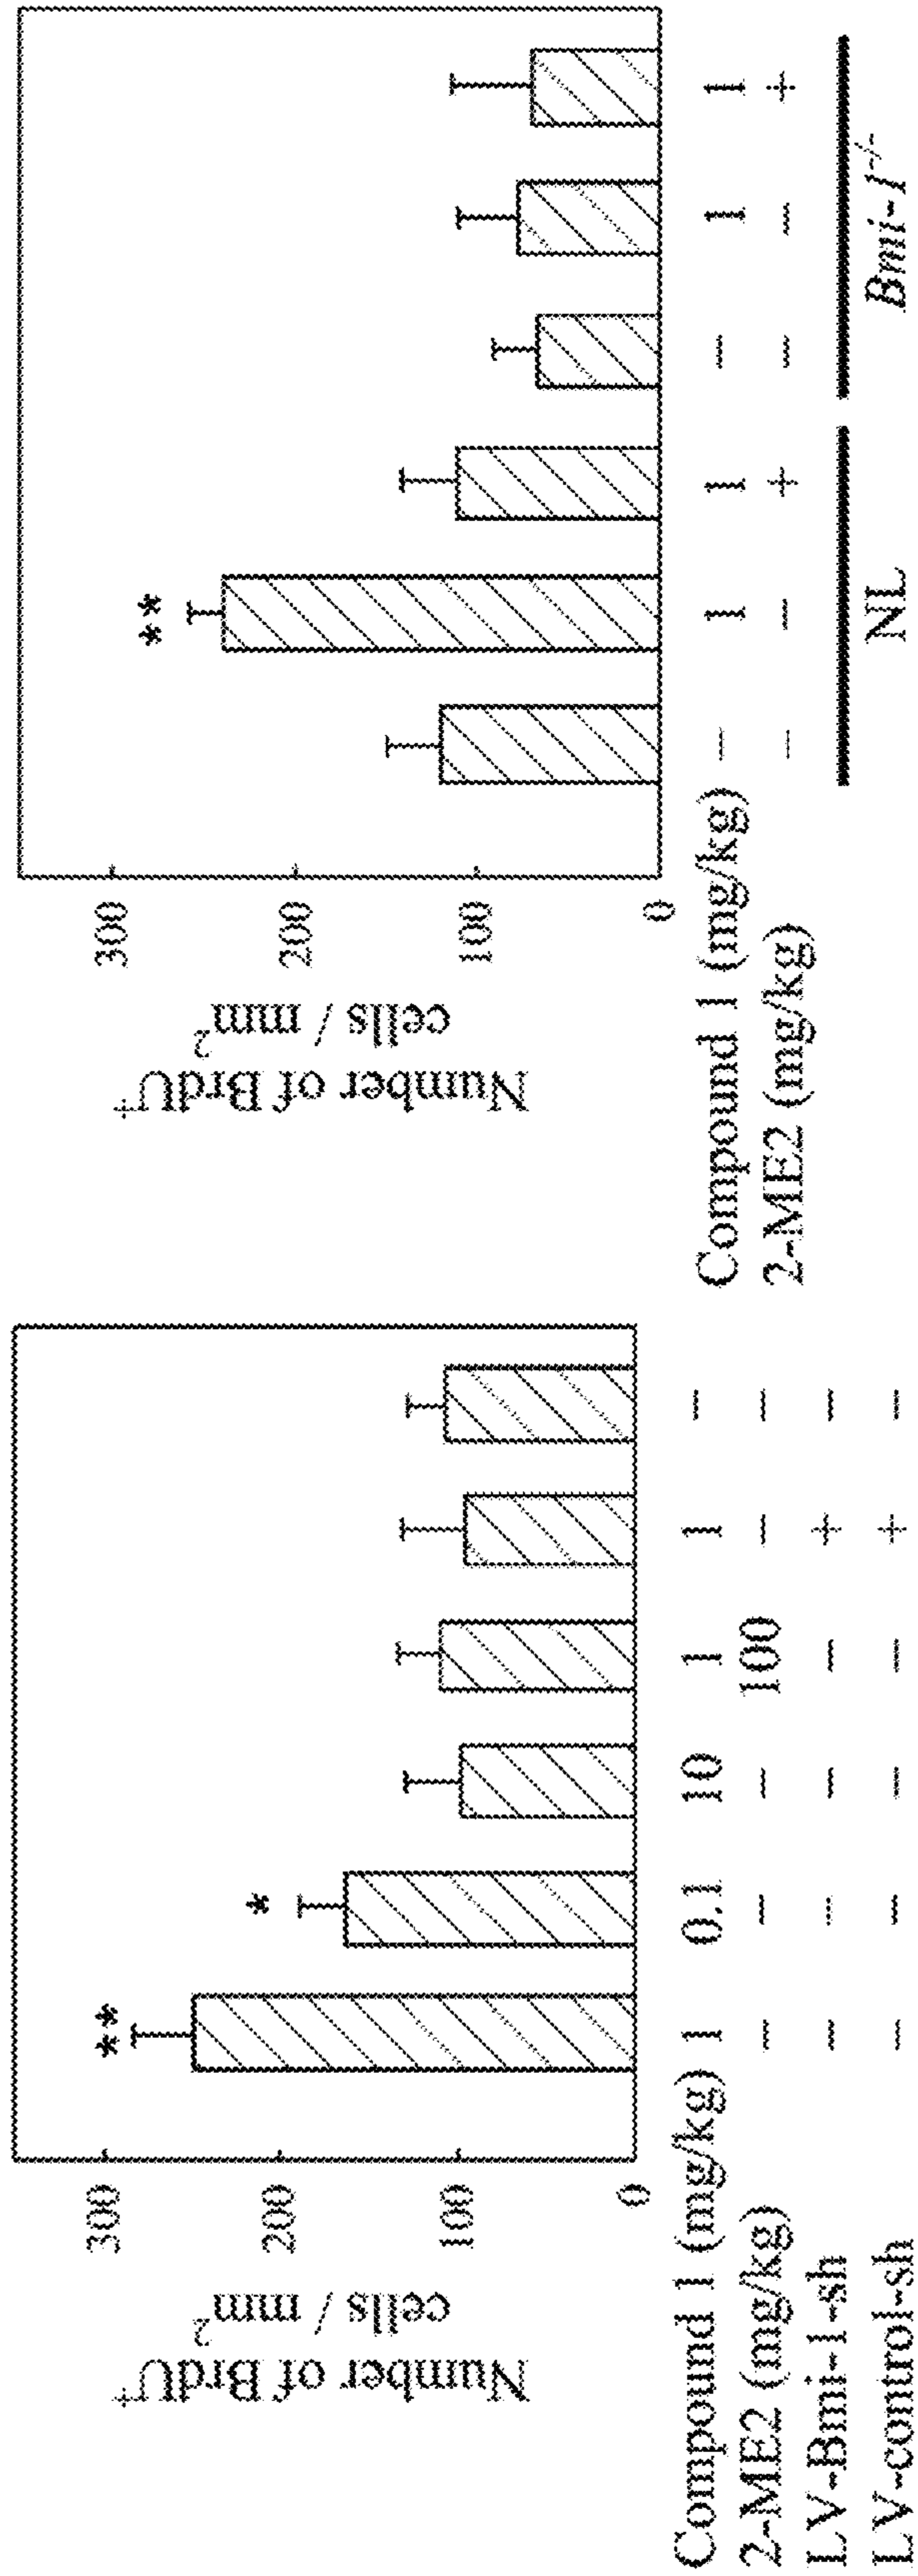 Number of BrdU⁺
cells / mm²
300
200
100
0
**
*
Compound 1 (mg/kg) 1 0.1 10 1 1 –
2-ME2 (mg/kg) – – – 100 – –
LV-Bmi-1-sh – – – – + –
LV-control-sh – – – – + –
Number of BrdU⁺
cells / mm²
300
200
100
0
**
Compound 1 (mg/kg) – 1 1 – 1 1
2-ME2 (mg/kg) – – + – – +
NL Bmi-1⁻/⁻